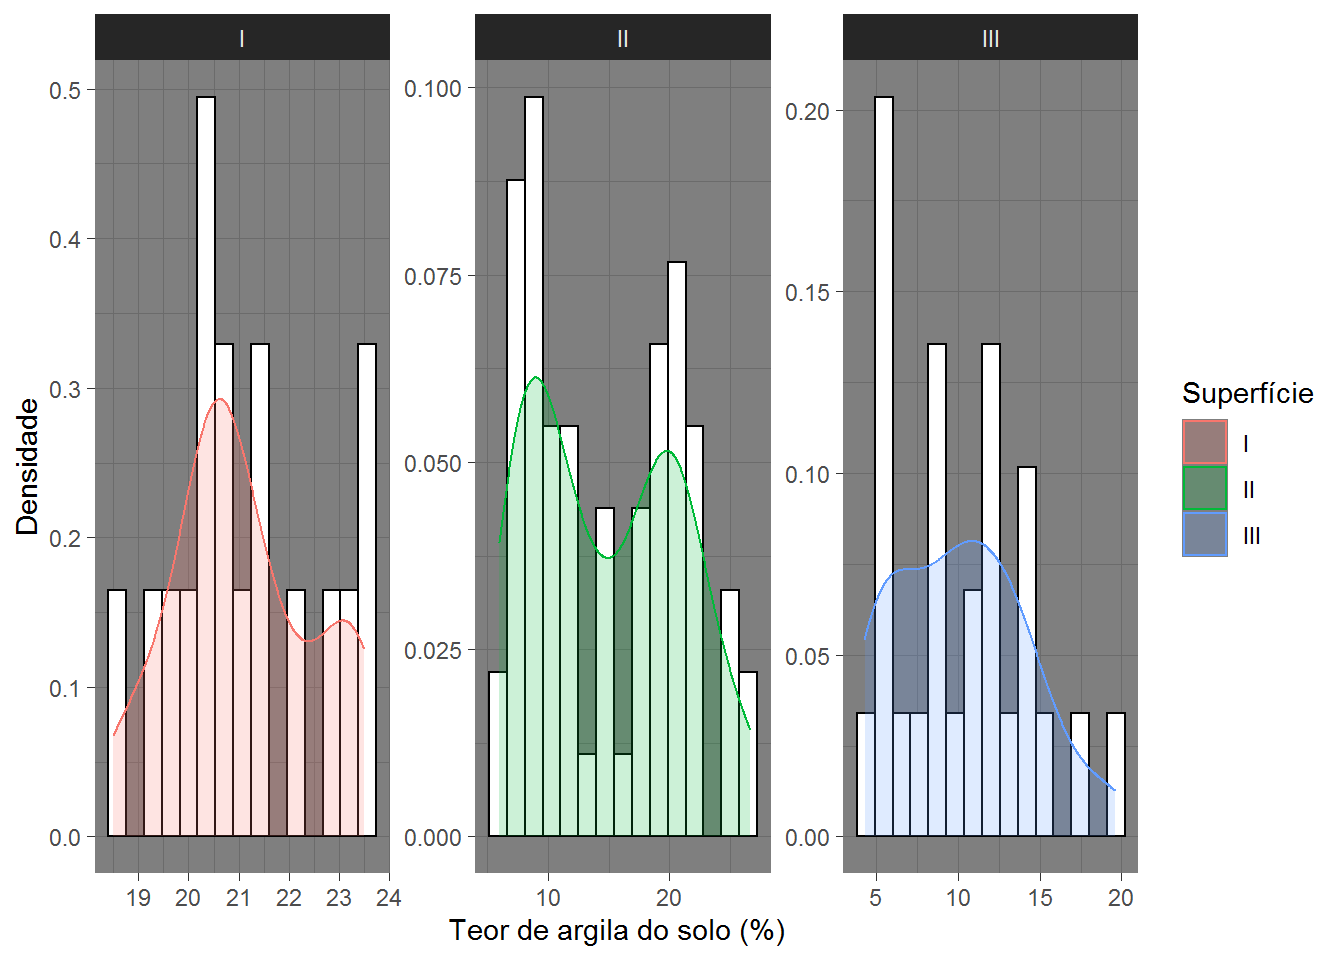 I
II
III
Densidade
0.5
0.4
0.3
0.2
0.1
0.0
19 20 21 22 23 24
0.100
0.075
0.050
0.025
0.000
10 20
0.20
0.15
0.10
0.05
0.00
5 10 15 20
Teor de argila do solo (%)
Superfície
I
II
III